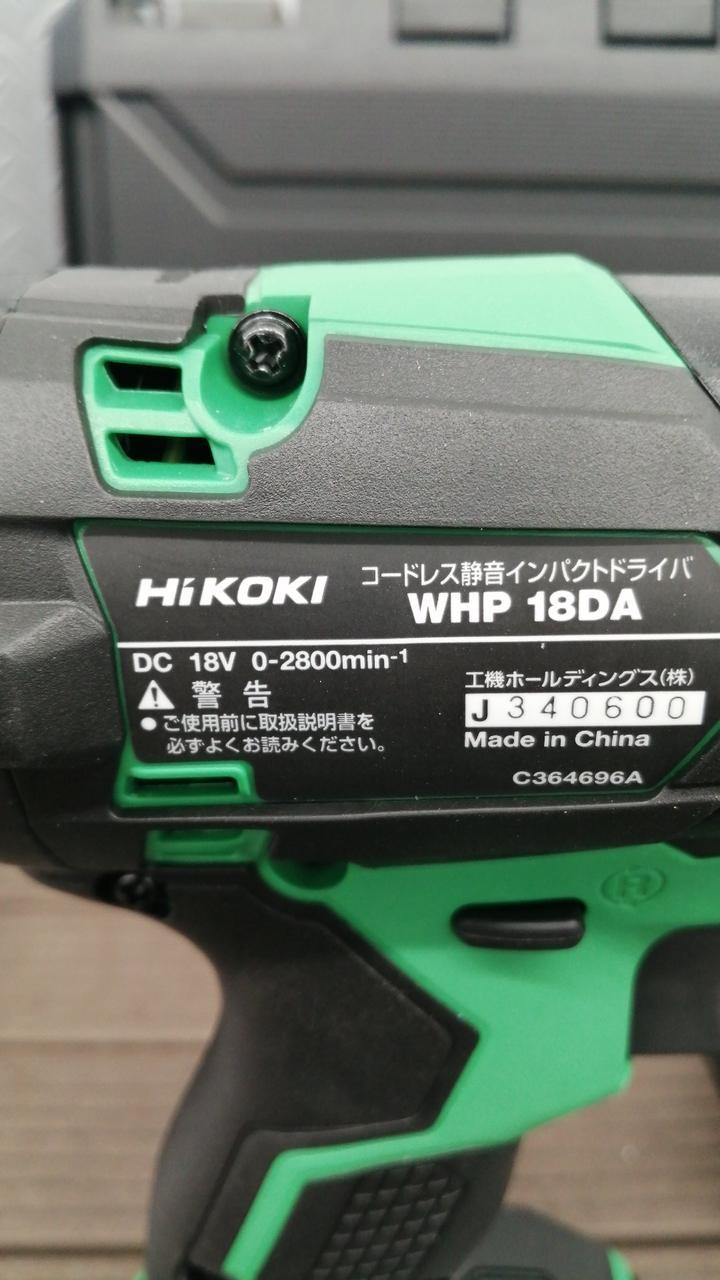 HiKOKI
コードレス静音インパクトドライバ
WHP 18DA
DC 18V 0-2800min-1
警告
●ご使用前に取扱説明書を
必ずよくお読みください。
工機ホールディングス(株)
J 340600
Made in China
C364696A
R